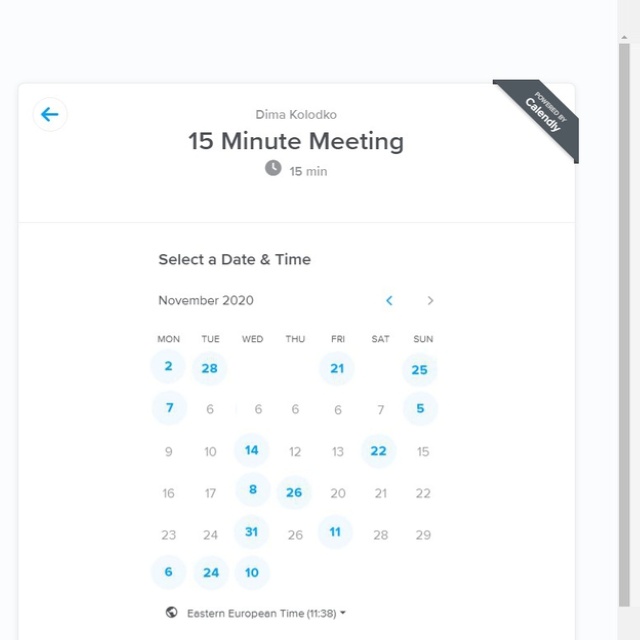 POWERED BY
Calendly
Dima Kolodko
15 Minute Meeting
15 min
Select a Date & Time
November 2020
MON TUE WED THU FRI SAT SUN
2 28 21 25
7 6 6 6 6 7 5
9 10 14 12 13 22 15
16 17 8 26 20 21 22
23 24 31 26 11 28 29
6 24 10
Eastern European Time (11:38)